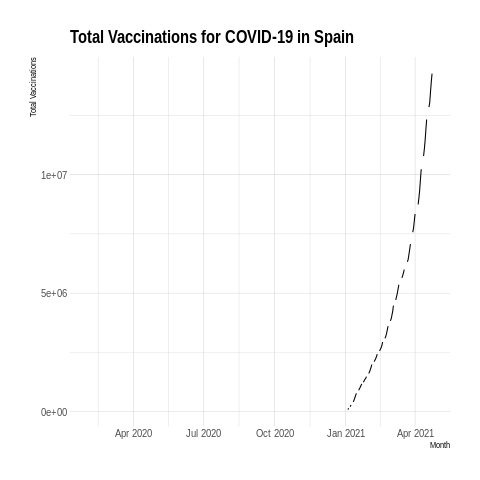 Total Vaccinations for COVID-19 in Spain
Total Vaccinations
1e+07
5e+06
0e+00
Apr 2020 Jul 2020 Oct 2020 Jan 2021 Apr 2021
Month